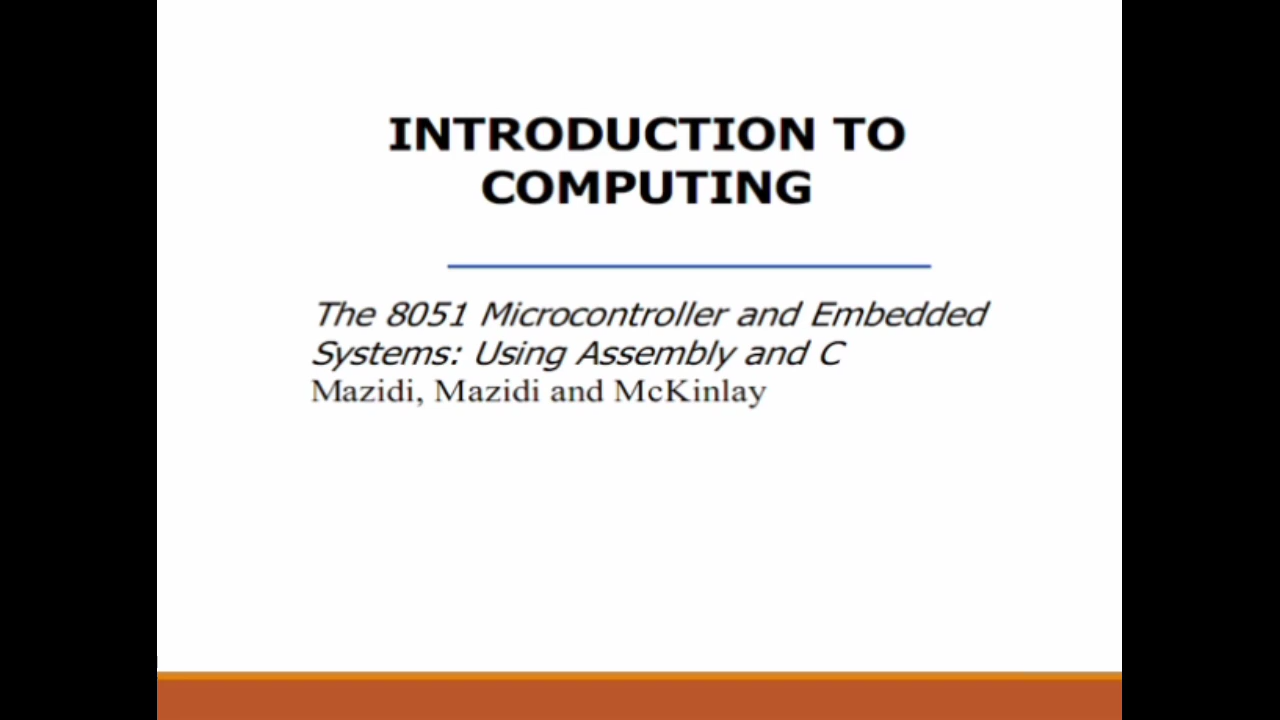 INTRODUCTION TO
COMPUTING
The 8051 Microcontroller and Embedded
Systems: Using Assembly and C
Mazidi, Mazidi and McKinlay